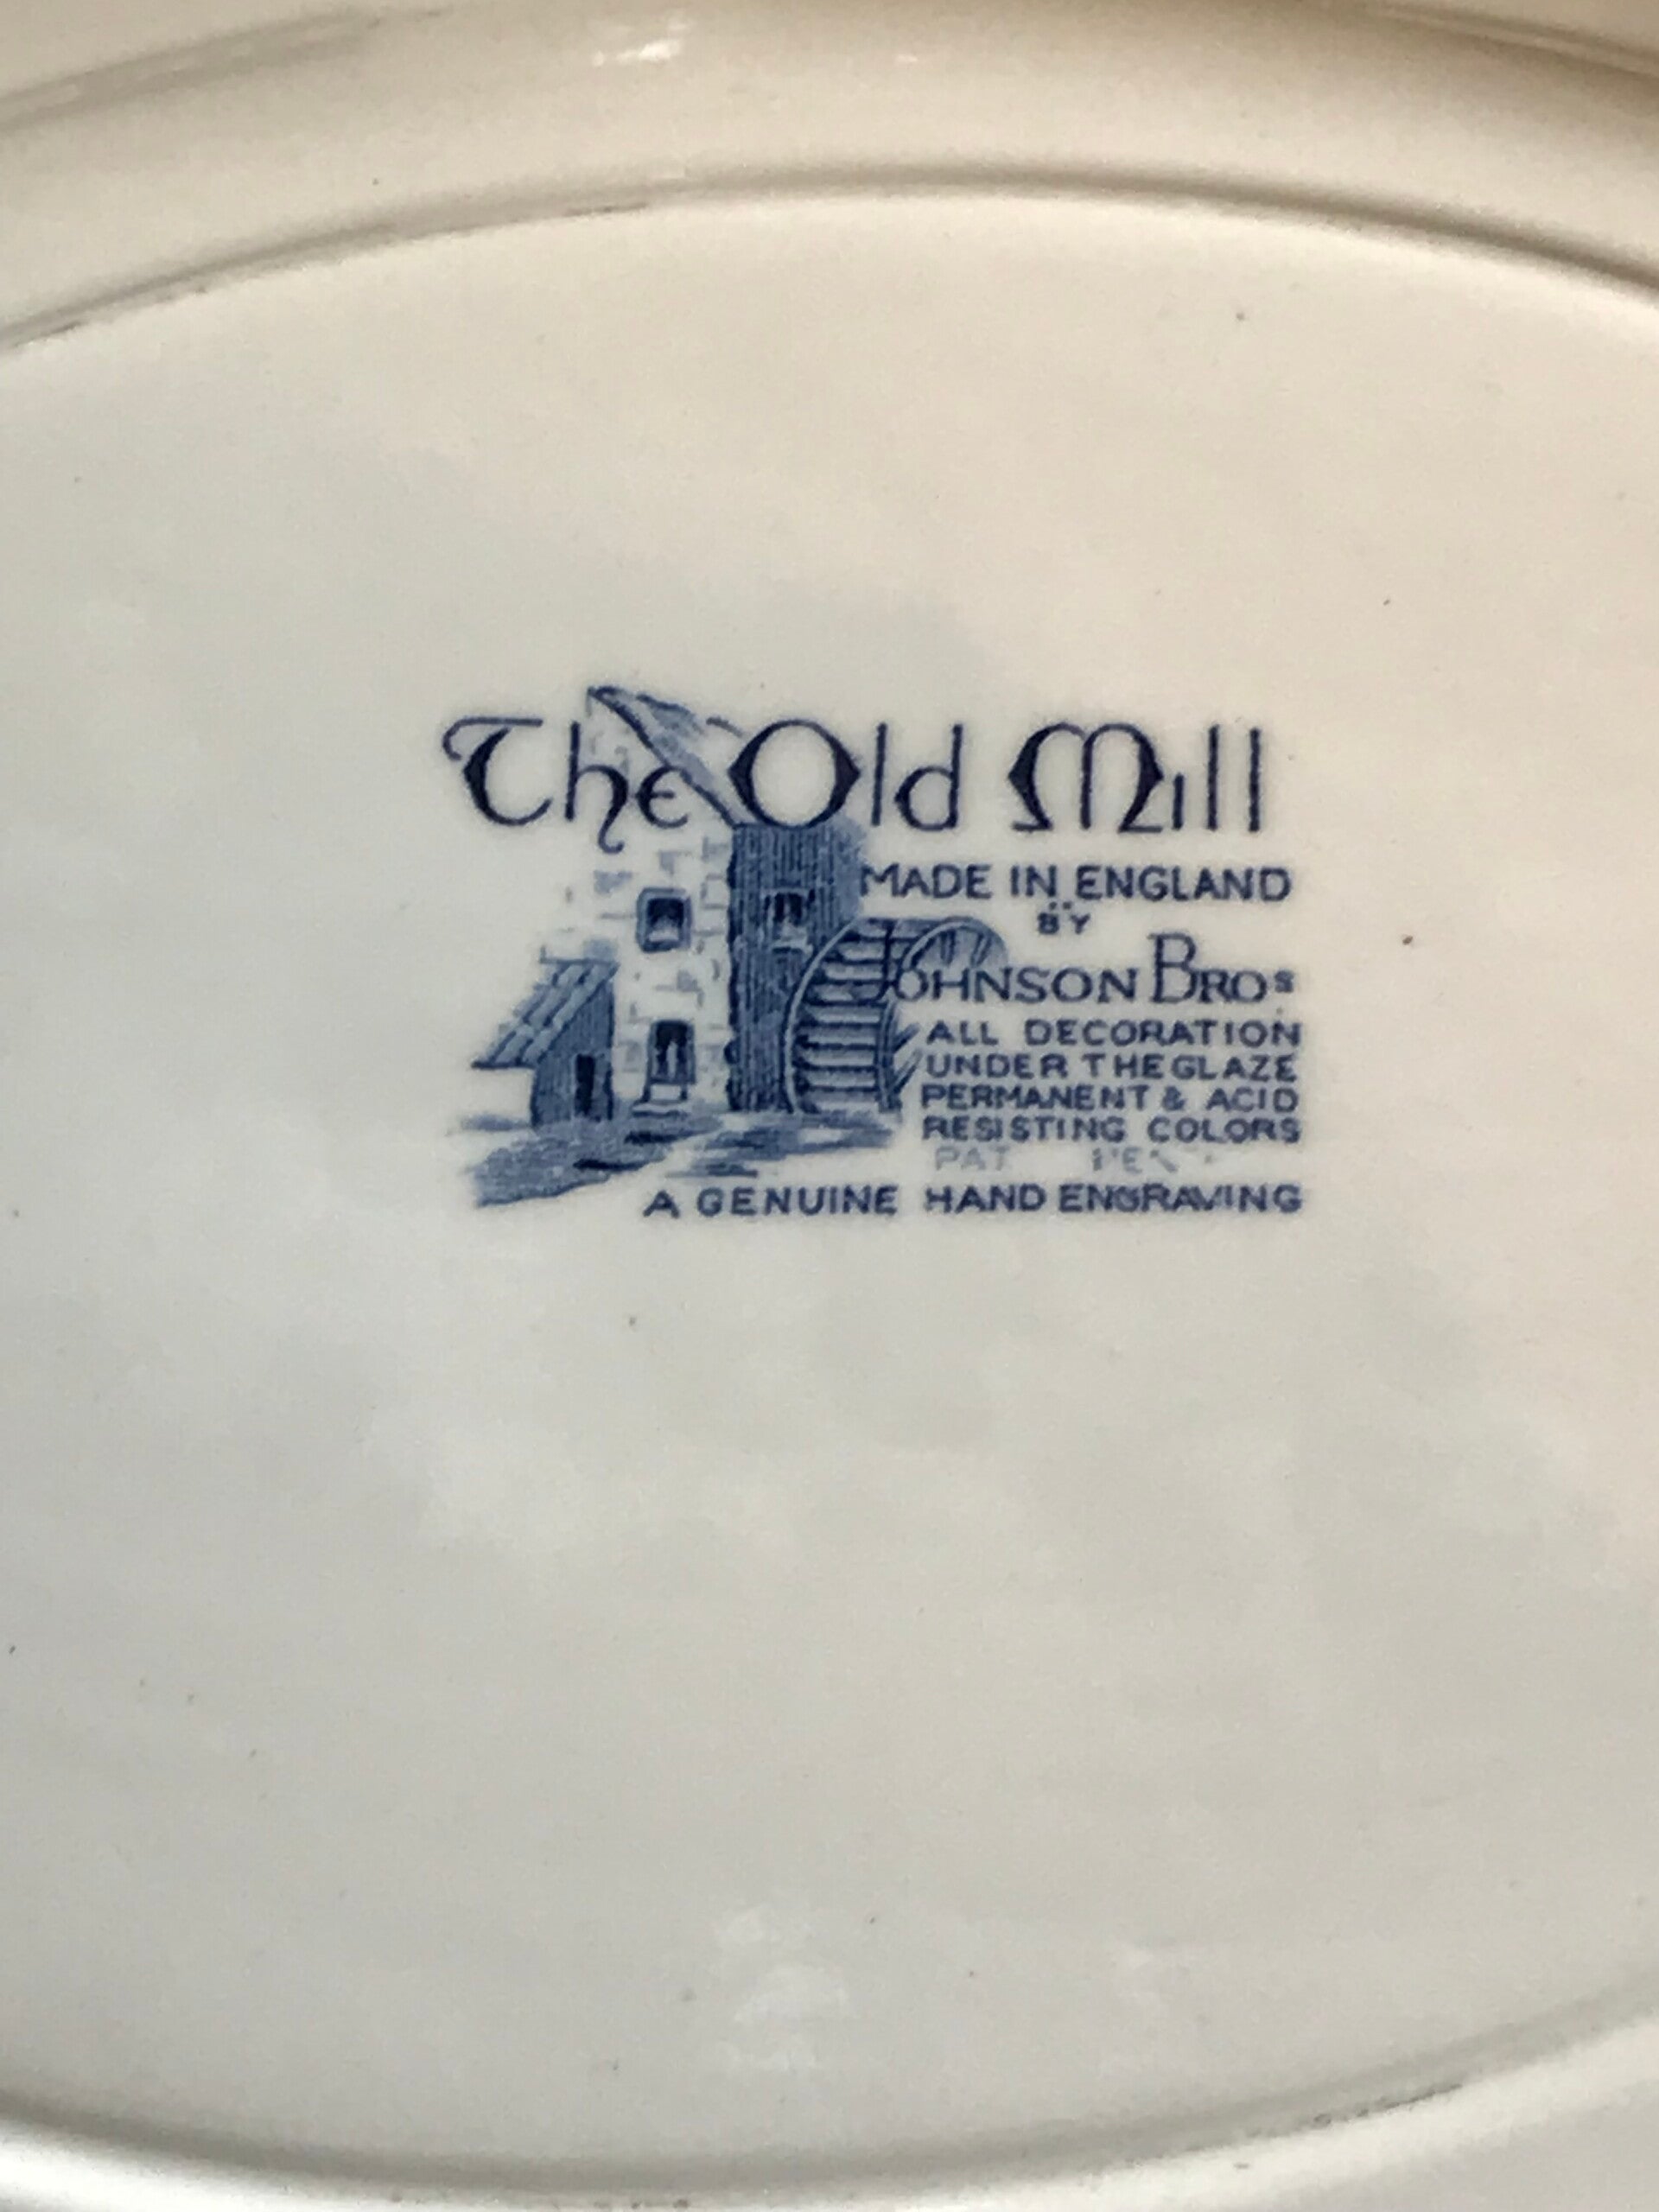 The Old Mill
MADE IN ENGLAND
BY
JOHNSON BROS
ALL DECORATION
UNDER THE GLAZE
PERMANENT & ACID
RESISTING COLORS
PAT
A GENUINE HAND ENGRAVING